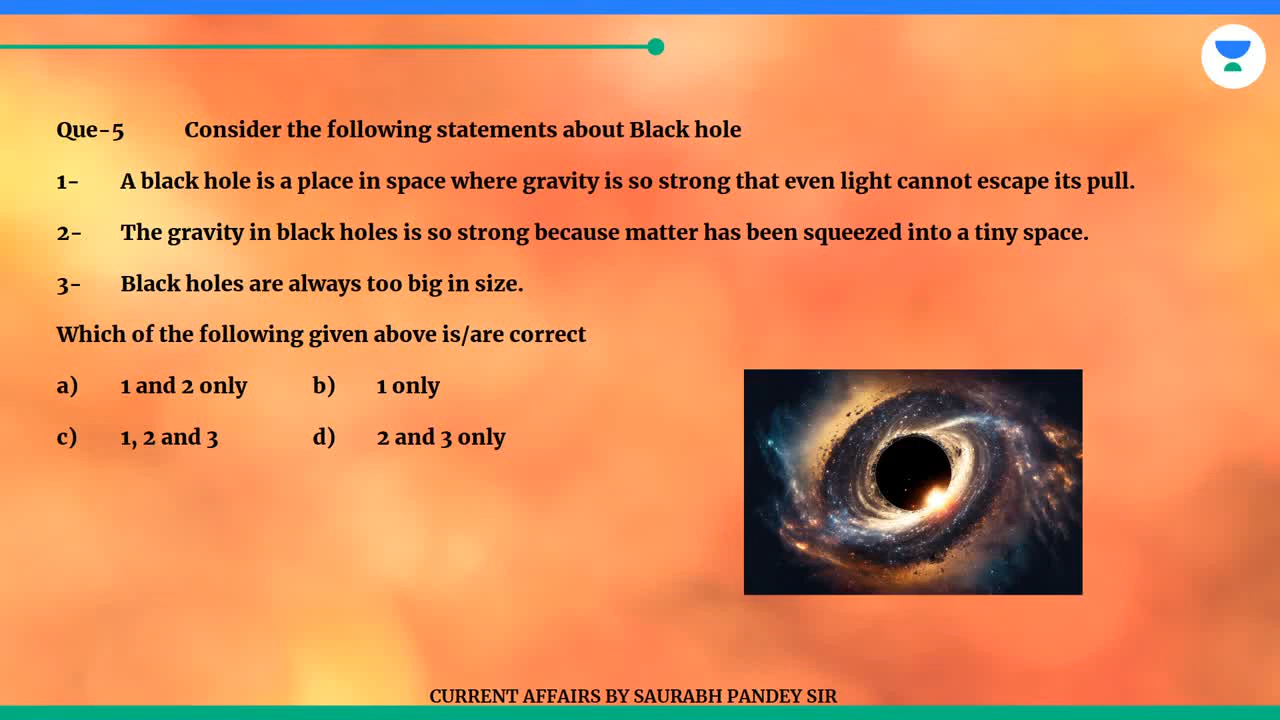 Que-5 Consider the following statements about Black hole
1- A black hole is a place in space where gravity is so strong that even light cannot escape its pull.
2- The gravity in black holes is so strong because matter has been squeezed into a tiny space.
3- Black holes are always too big in size.
Which of the following given above is/are correct
a) 1 and 2 only b) 1 only
c) 1, 2 and 3 d) 2 and 3 only
CURRENT AFFAIRS BY SAURABH PANDEY SIR